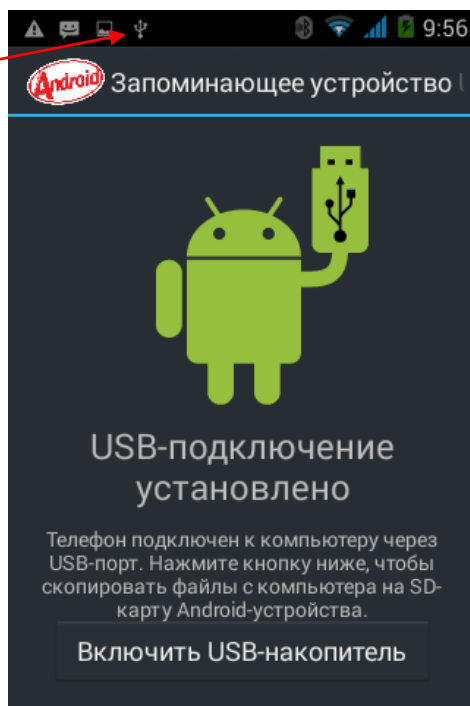 9:56
Android Запоминающее устройство
USB-подключение
установлено
Телефон подключен к компьютеру через
USB-порт. Нажмите кнопку ниже, чтобы
скопировать файлы с компьютера на SD-
карту Android-устройства.
Включить USB-накопитель